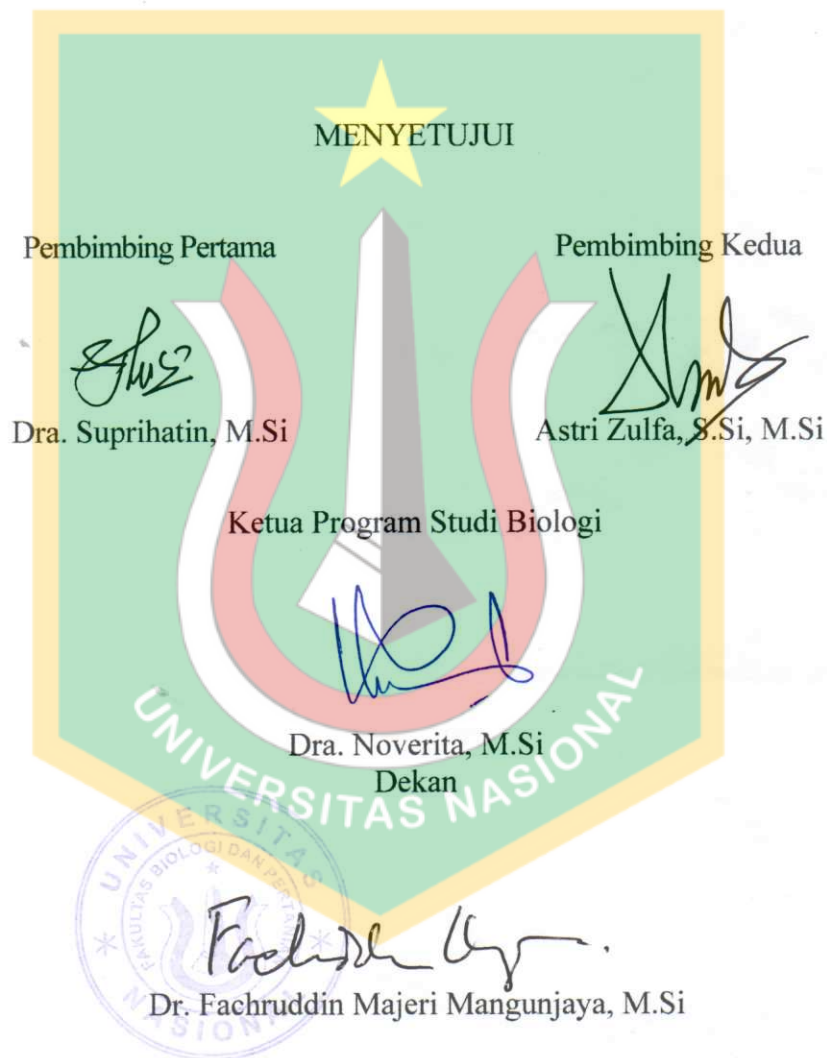 MENYETUJUI
Pembimbing Pertama
Pembimbing Kedua
Dra. Suprihatin, M.Si
Astri Zulfa, S.Si, M.Si
Ketua Program Studi Biologi
Dra. Noverita, M.Si
Dekan
UNIVERSITAS NASIONAL
UNIVERSITAS
FAKULTAS BIOLOGI DAN PERTANIAN
NASIONAL
Dr. Fachruddin Majeri Mangunjaya, M.Si